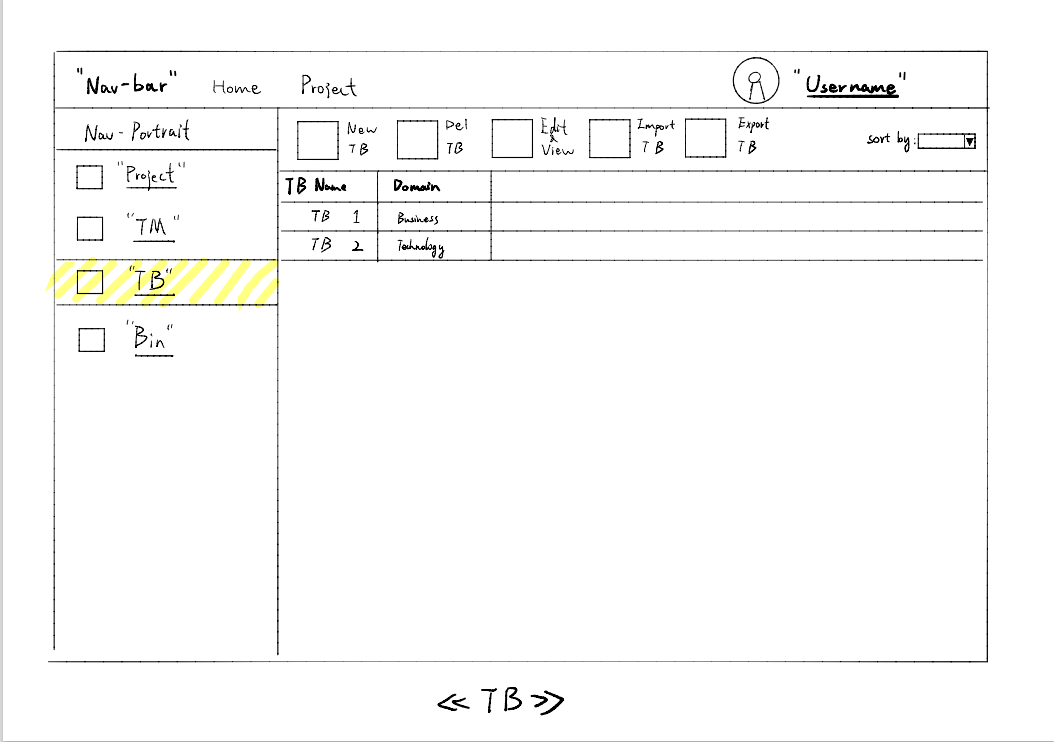 "Nav-bar" Home Project "Username"
Nav-Portrait
"Project"
"TM"
"TB"
"Bin"
New
TB
Del
TB
Edit
&
View
Import
TB
Export
TB
sort by:
TB Name Domain
TB 1 Business
TB 2 Technology
<< TB >>